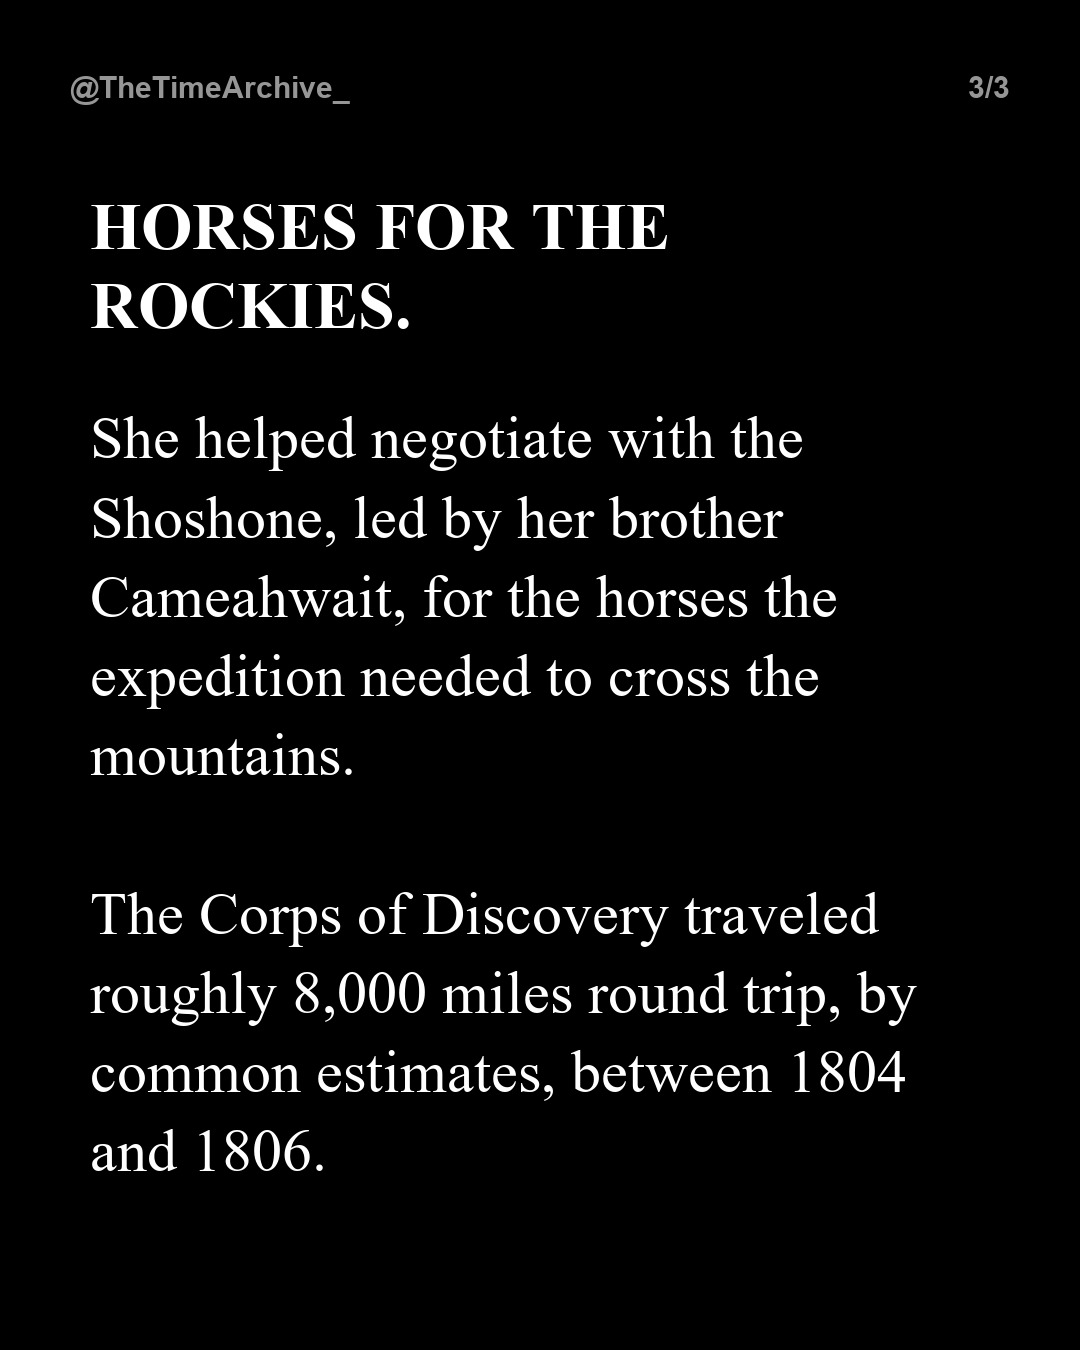 @TheTimeArchive_
3/3
HORSES FOR THE
ROCKIES.
She helped negotiate with the
Shoshone, led by her brother
Cameahwait, for the horses the
expedition needed to cross the
mountains.
The Corps of Discovery traveled
roughly 8,000 miles round trip, by
common estimates, between 1804
and 1806.